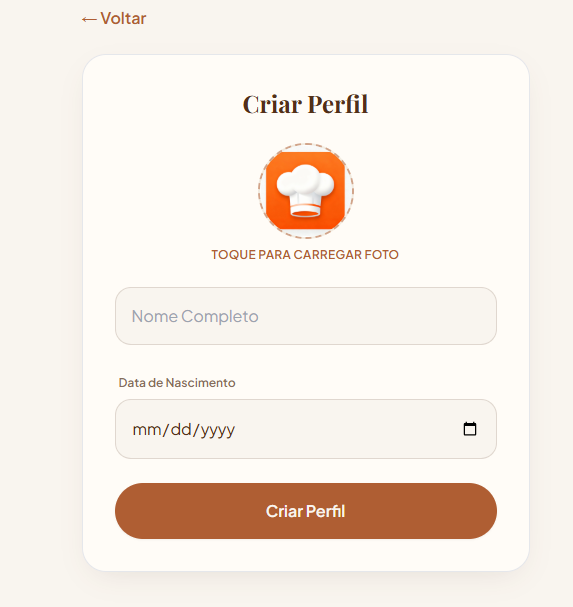 ← Voltar
Criar Perfil
TOQUE PARA CARREGAR FOTO
Nome Completo
Data de Nascimento
mm/dd/yyyy
Criar Perfil